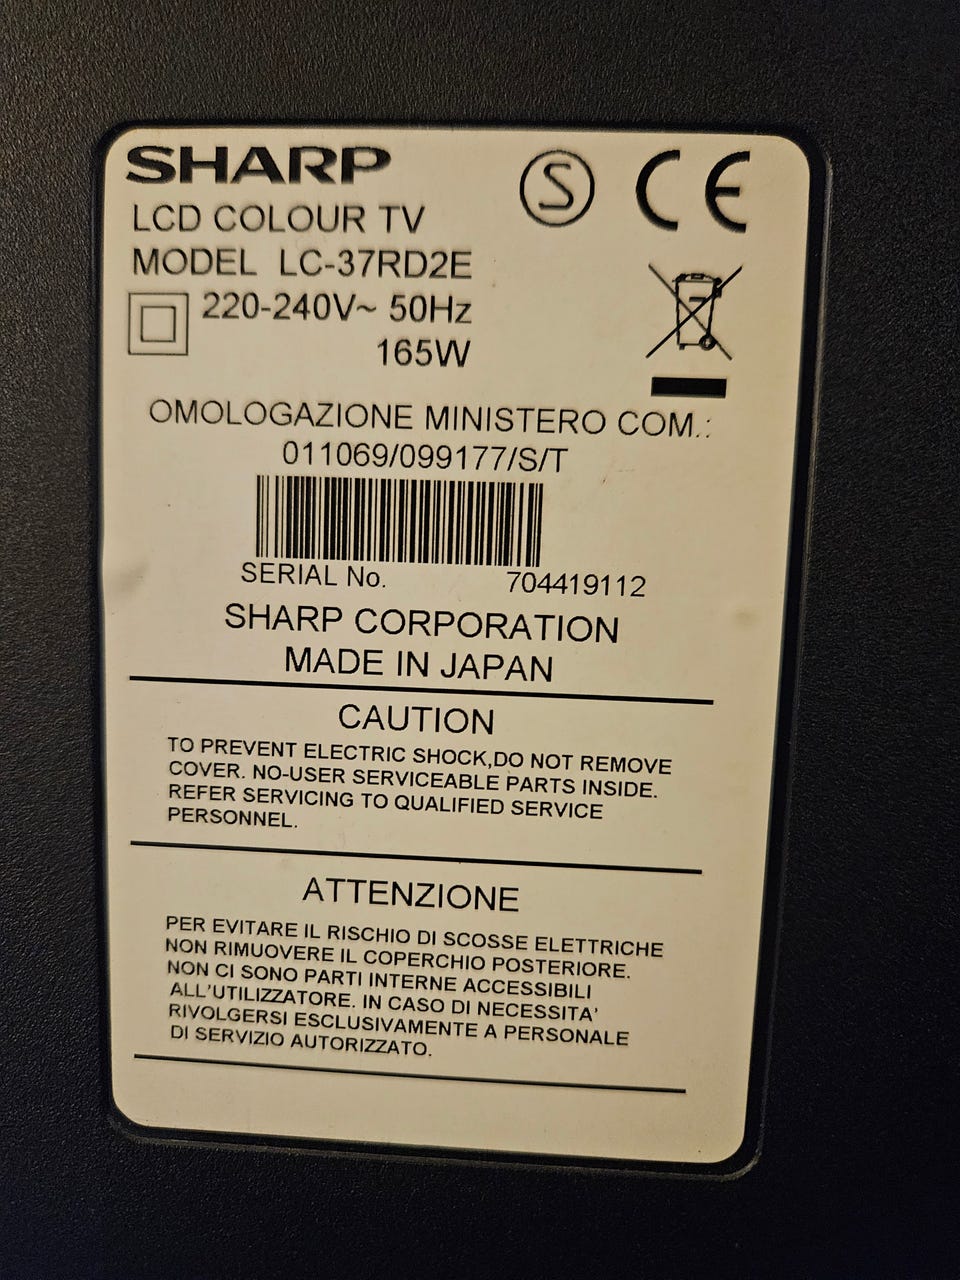 SHARP
LCD COLOUR TV
MODEL LC-37RD2E
220-240V~ 50Hz
165W
S
CE
OMOLOGAZIONE MINISTERO COM.:
011069/099177/S/T
SERIAL No. 704419112
SHARP CORPORATION
MADE IN JAPAN
CAUTION
TO PREVENT ELECTRIC SHOCK,DO NOT REMOVE
COVER. NO-USER SERVICEABLE PARTS INSIDE.
REFER SERVICING TO QUALIFIED SERVICE
PERSONNEL.
ATTENZIONE
PER EVITARE IL RISCHIO DI SCOSSE ELETTRICHE
NON RIMUOVERE IL COPERCHIO POSTERIORE.
NON CI SONO PARTI INTERNE ACCESSIBILI
ALL'UTILIZZATORE. IN CASO DI NECESSITA'
RIVOLGERSI ESCLUSIVAMENTE A PERSONALE
DI SERVIZIO AUTORIZZATO.